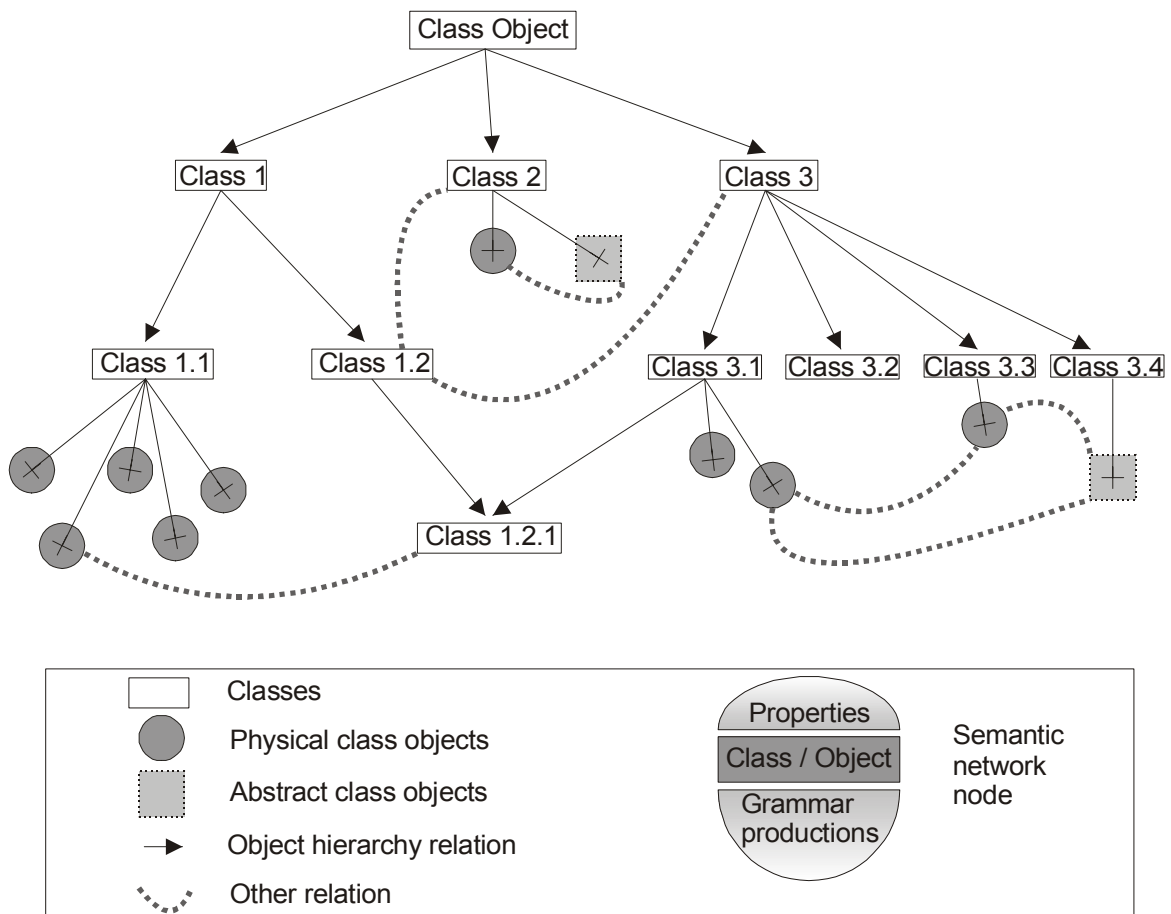 Class Object
Class 1
Class 2
Class 3
Class 1.1
Class 1.2
Class 3.1
Class 3.2
Class 3.3
Class 3.4
Class 1.2.1
Classes
Physical class objects
Abstract class objects
Object hierarchy relation
Other relation
Properties
Class / Object
Grammar
productions
Semantic
network
node